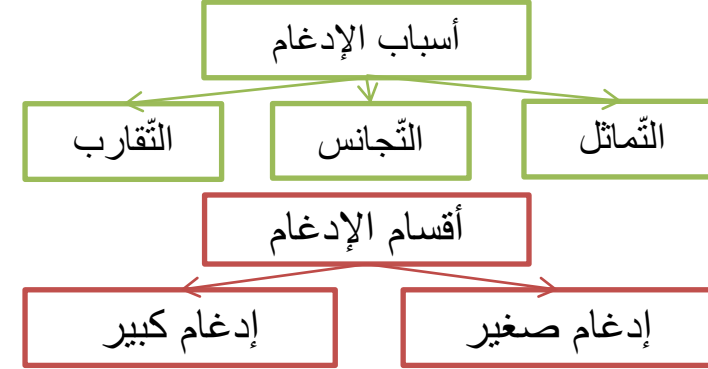 أسباب الإدغام
التّماثل
التّجانس
التّقارب
أقسام الإدغام
إدغام صغير
إدغام كبير